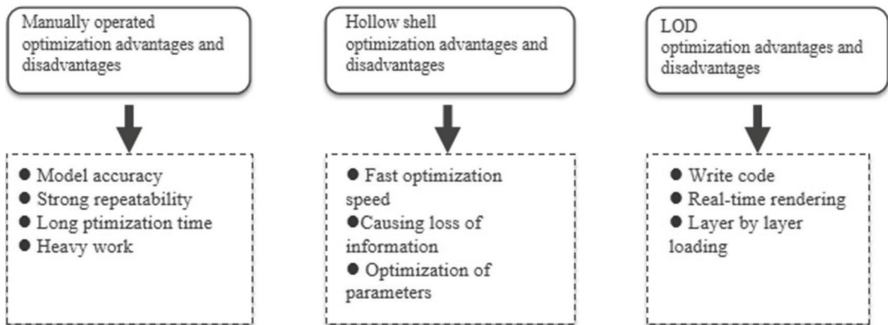 Manually operated
optimization advantages and
disadvantages
● Model accuracy
● Strong repeatability
● Long ptimization time
● Heavy work
Hollow shell
optimization advantages and
disadvantages
● Fast optimization
speed
●Causing loss of
information
● Optimization of
parameters
LOD
optimization advantages and
disadvantages
● Write code
● Real-time rendering
● Layer by layer
loading